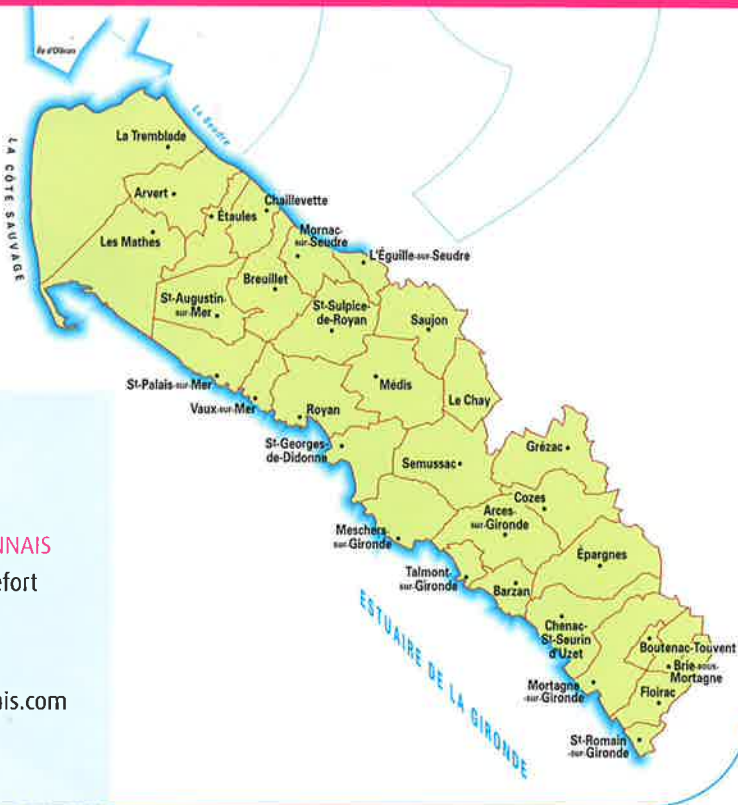 Ily d'Oléron
La Seudre
LA CÔTE SAUVAGE
La Tremblade
Arvert
Étaules
Chaillevette
Les Mathes
Mornac-
sur-Seudre
L'Éguille-sur-Seudre
Breuillet
St-Augustin-
sur-Mer
St-Sulpice-
de-Royan
Saujon
St-Palais-sur-Mer
Médis
Le Chay
Vaux-sur-Mer
Royan
St-Georges-
de-Didonne
Semussac
Grézac
Cozes
Arces-
sur-Gironde
Meschers-
sur-Gironde
Épargnes
Talmont-
sur-Gironde
Barzan
ESTUAIRE DE LA GIRONDE
Chenac-
St-Seurin
d'Uzet
Boutenac-Touvent
Brie-sous-
Mortagne
Mortagne
-sur-Gironde
Floirac
St-Romain
-sur-Gironde
NNAIS
efort
ais.com